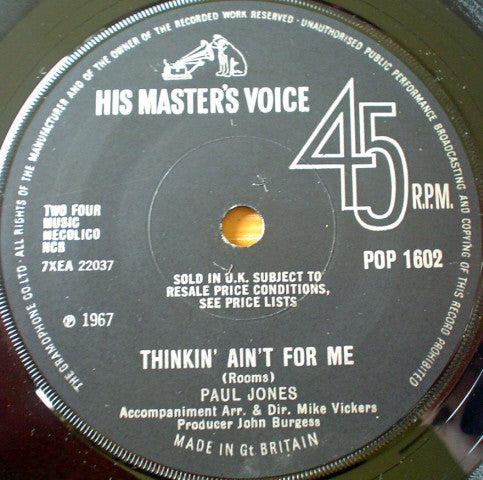 THE GRAMOPHONE CO LTD · ALL RIGHTS OF THE MANUFACTURER AND OF THE OWNER OF THE RECORDED WORK RESERVED · UNAUTHORISED PUBLIC PERFORMANCE BROADCASTING AND COPYING OF THIS RECORD PROHIBITED
HIS MASTER'S VOICE
45 R.P.M.
TWO FOUR
MUSIC
MECOLICO
NCB
7XEA 22037
POP 1602
SOLD IN U.K. SUBJECT TO
RESALE PRICE CONDITIONS,
SEE PRICE LISTS
℗ 1967
THINKIN' AIN'T FOR ME
(Rooms)
PAUL JONES
Accompaniment Arr. & Dir. Mike Vickers
Producer John Burgess
MADE IN Gt. BRITAIN